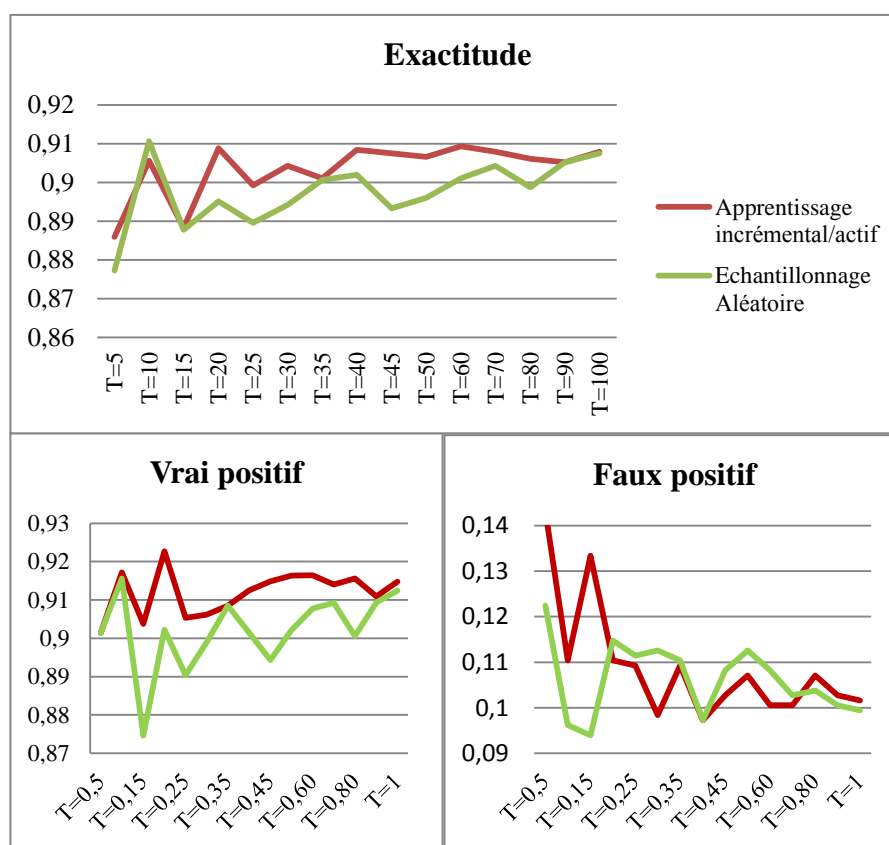 Exactitude
0,92
0,91
0,9
0,89
0,88
0,87
0,86
T=5
T=10
T=15
T=20
T=25
T=30
T=35
T=40
T=45
T=50
T=60
T=70
T=80
T=90
T=100
Apprentissage
incrémental/actif
Echantillonnage
Aléatoire
Vrai positif
0,93
0,92
0,91
0,9
0,89
0,88
0,87
T=0,5
T=0,15
T=0,25
T=0,35
T=0,45
T=0,60
T=0,80
T=1
Faux positif
0,14
0,13
0,12
0,11
0,1
0,09
T=0,5
T=0,15
T=0,25
T=0,35
T=0,45
T=0,60
T=0,80
T=1